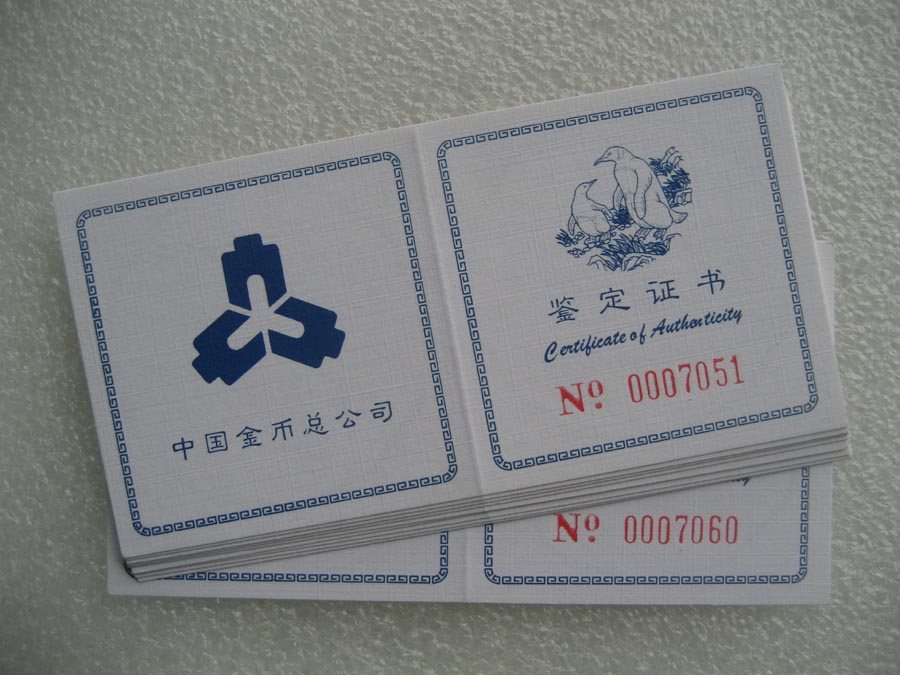 中国金币总公司
鉴定证书
Certificate of Authenticity
Nº 0007051
Nº 0007060